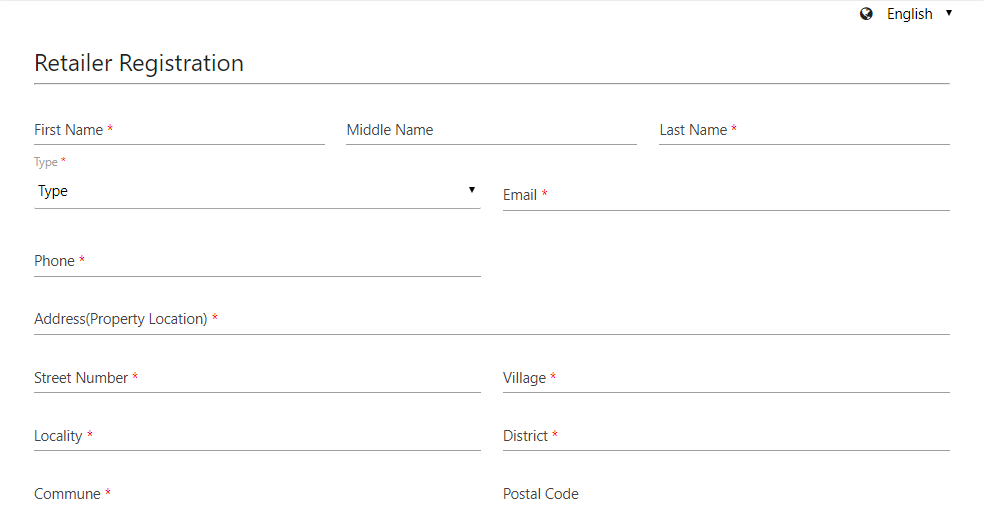 English
Retailer Registration
First Name * Middle Name Last Name *
Type *
Type
Email *
Phone *
Address(Property Location) *
Street Number * Village *
Locality * District *
Commune * Postal Code